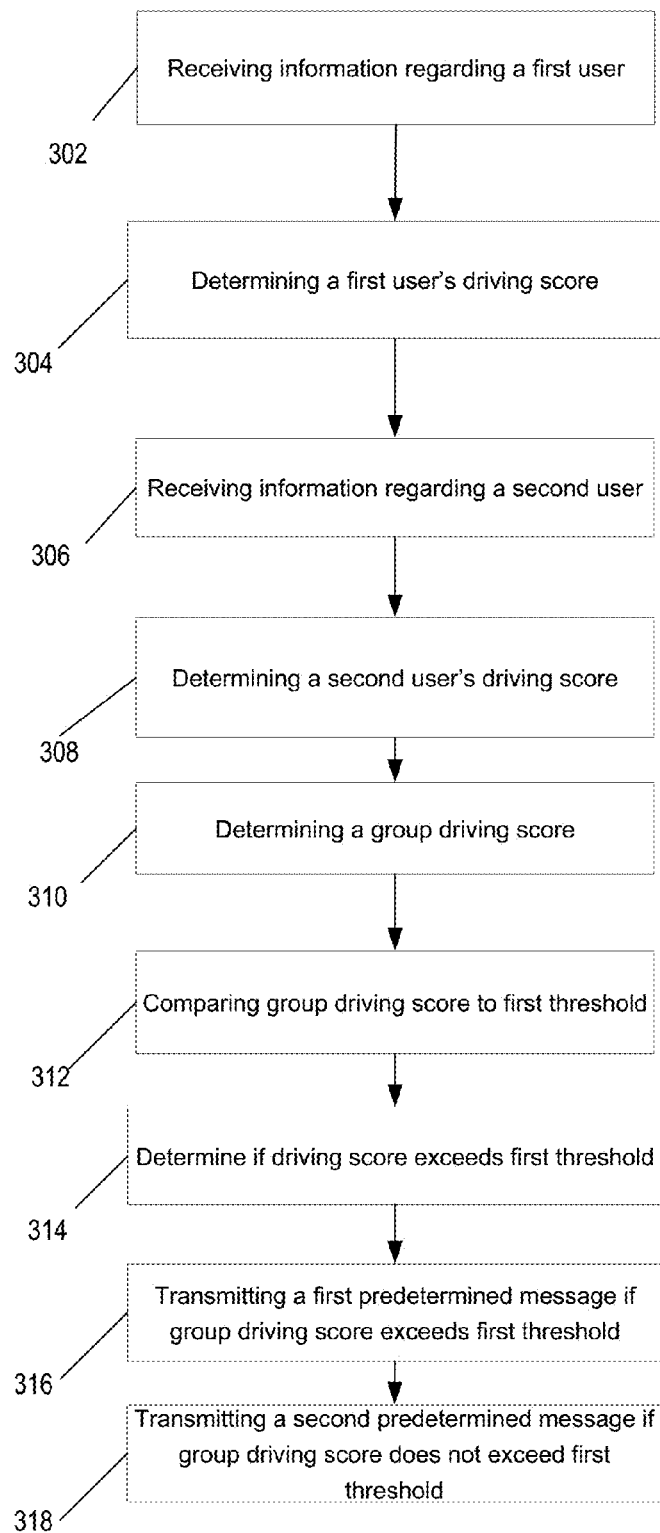 Receiving information regarding a first user
302
Determining a first user's driving score
304
Receiving information regarding a second user
306
Determining a second user's driving score
308
Determining a group driving score
310
Comparing group driving score to first threshold
312
Determine if driving score exceeds first threshold
314
Transmitting a first predetermined message if
group driving score exceeds first threshold
316
Transmitting a second predetermined message if
group driving score does not exceed first
threshold
318